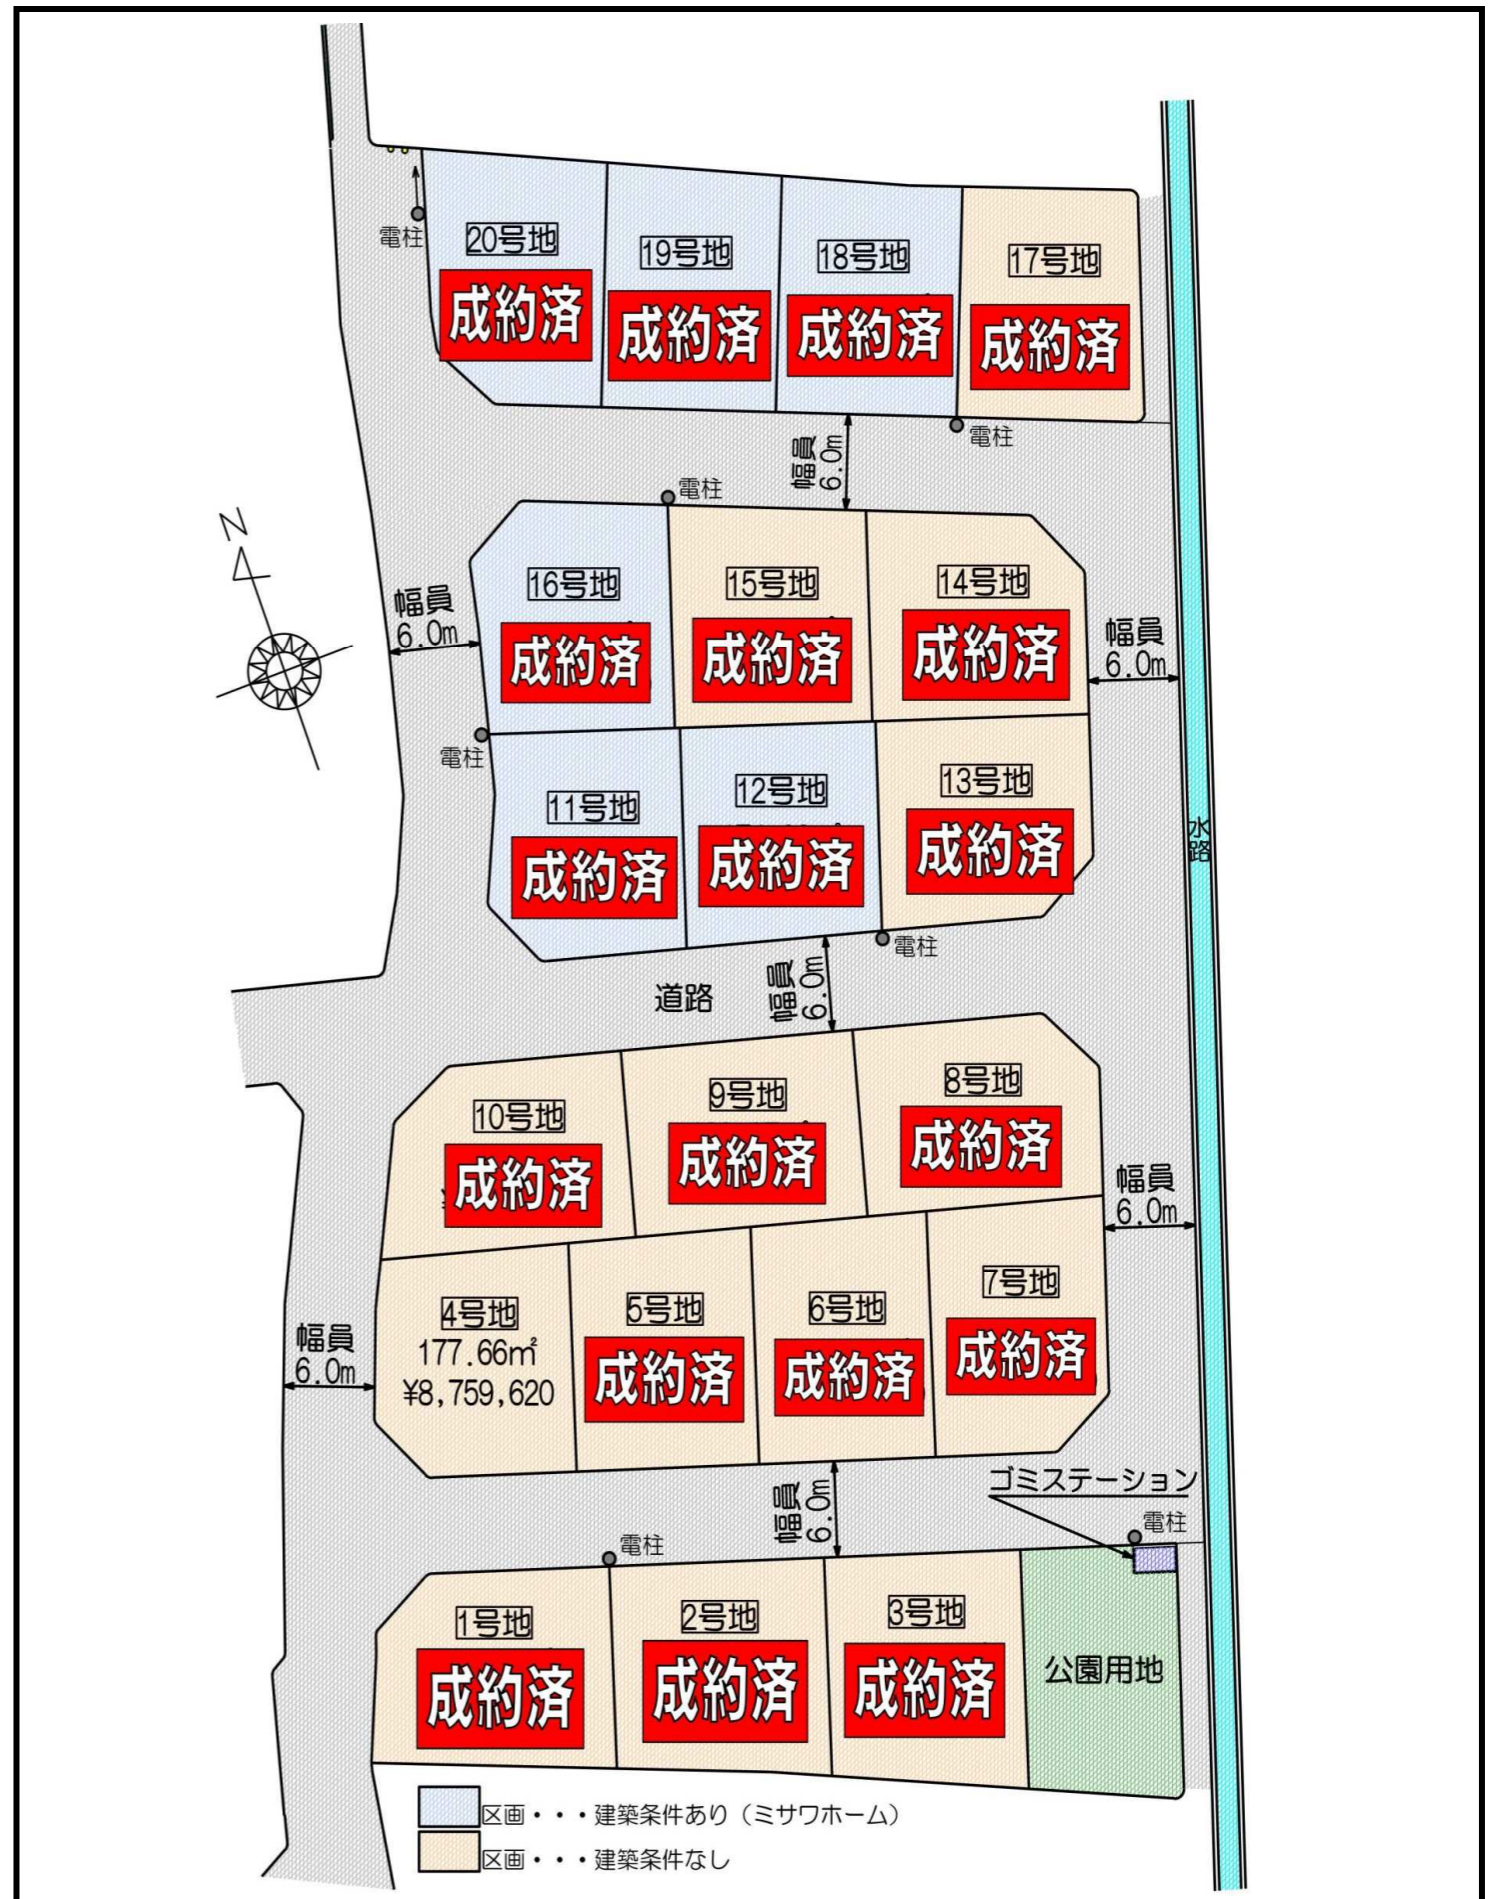 20号地
成約済
19号地
成約済
18号地
成約済
17号地
成約済
電柱
電柱
幅員
6.0m
電柱
N
16号地
成約済
15号地
成約済
14号地
成約済
幅員
6.0m
幅員
6.0m
電柱
11号地
成約済
12号地
成約済
13号地
成約済
水路
電柱
道路
幅員
6.0m
10号地
成約済
9号地
成約済
8号地
成約済
幅員
6.0m
4号地
177.66㎡
¥8,759,620
5号地
成約済
6号地
成約済
7号地
成約済
幅員
6.0m
ゴミステーション
幅員
6.0m
電柱
電柱
1号地
成約済
2号地
成約済
3号地
成約済
公園用地
区画・・・建築条件あり（ミサワホーム）
区画・・・建築条件なし